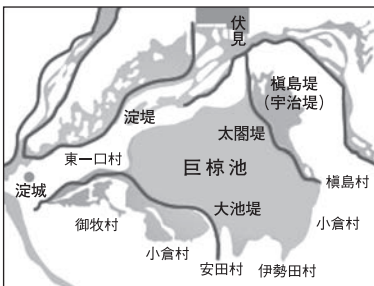 伏見
槇島堤
(宇治堤)
淀堤
太閤堤
東一口村
巨椋池
淀城
槇島村
大池堤
御牧村
小倉村
小倉村
安田村
伊勢田村